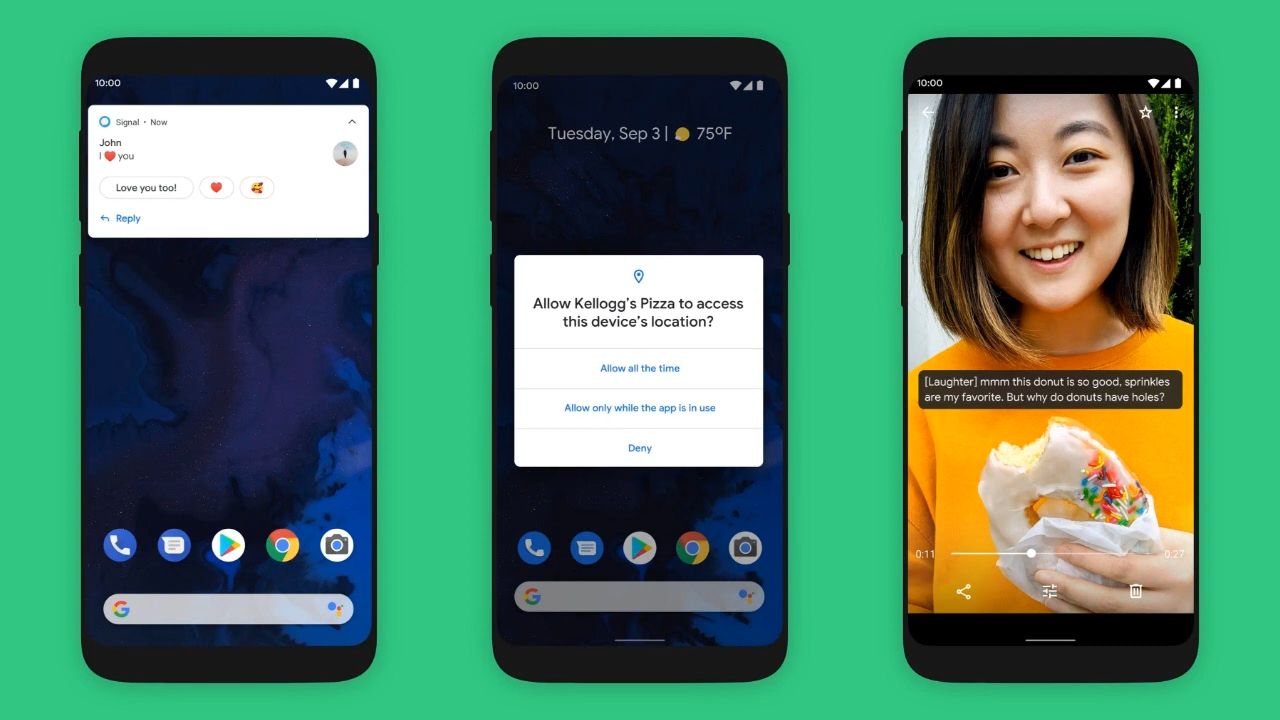 10:00
Signal • Now
John
I ❤️ you
Love you too!
❤️
🥰
Reply
10:00
Tuesday, Sep 3 | 75ºF
Allow Kellogg's Pizza to access
this device's location?
Allow all the time
Allow only while the app is in use
Deny
10:00
[Laughter] mmm this donut is so good, sprinkles
are my favorite. But why do donuts have holes?
0:11
0:27